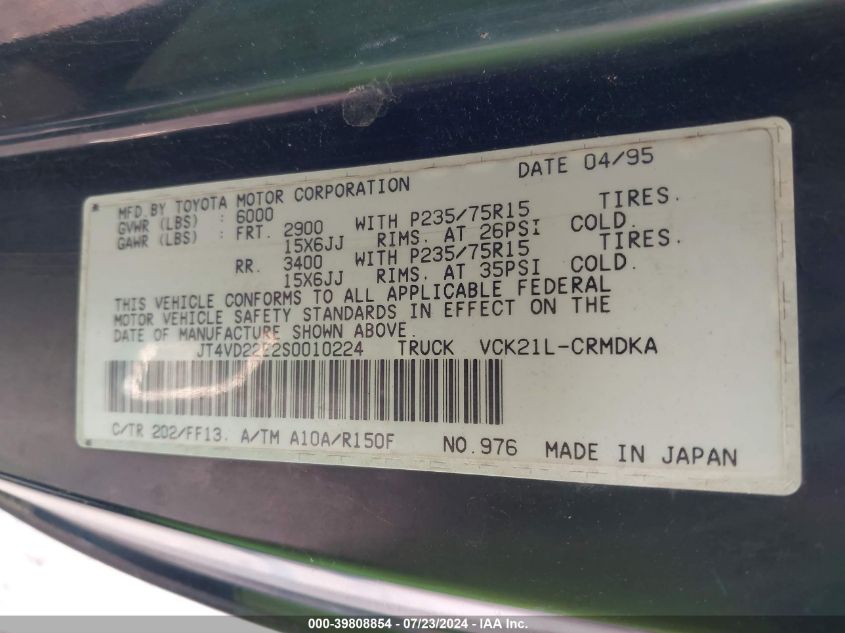 DATE 04/95
MFD.BY TOYOTA MOTOR CORPORATION
GVWR (LBS) : 6000
GAWR (LBS) : FRT. 2900 WITH P235/75R15 TIRES.
15X6JJ RIMS. AT 26PSI COLD.
RR. 3400 WITH P235/75R15 TIRES.
15X6JJ RIMS. AT 35PSI COLD.
THIS VEHICLE CONFORMS TO ALL APPLICABLE FEDERAL
MOTOR VEHICLE SAFETY STANDARDS IN EFFECT ON THE
DATE OF MANUFACTURE SHOWN ABOVE.
JT4VD22E2S0010224 TRUCK VCK21L-CRMDKA
C/TR 202/FF13. A/TM A10A/R150F NO.976 MADE IN JAPAN
000-39808854 - 07/23/2024 - IAA Inc.